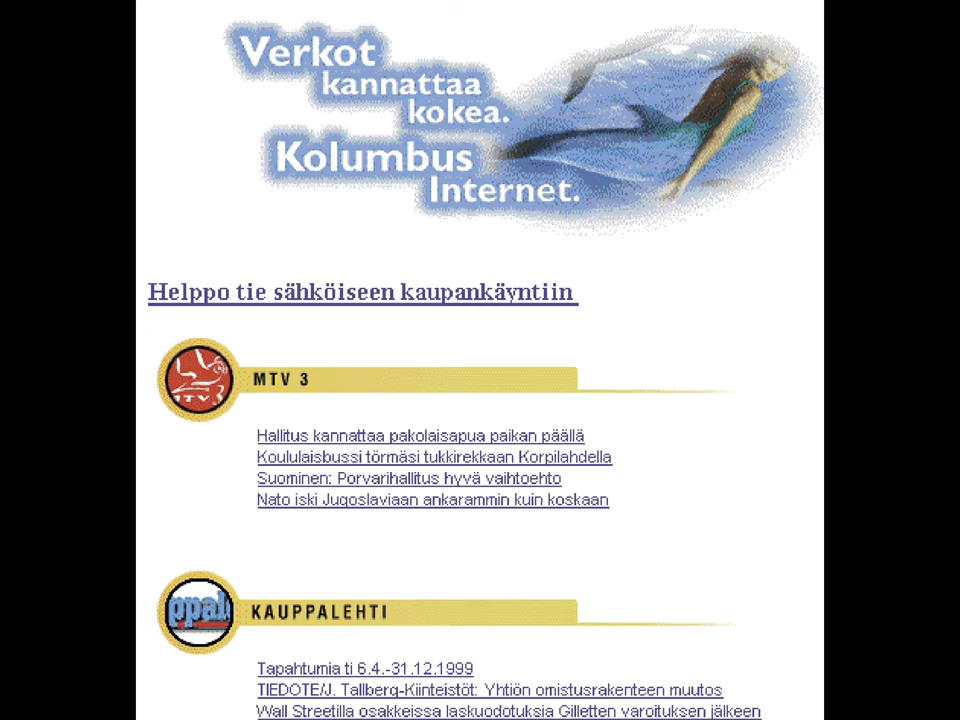 Verkot
kannattaa
kokea.
Kolumbus
Internet.
Helppo tie sähköiseen kaupankäyntiin
MTV 3
MTV3
Hallitus kannattaa pakolaisapua paikan päällä
Koululaisbussi törmäsi tukkirekkaan Korpilahdella
Suominen: Porvarihallitus hyvä vaihtoehto
Nato iski Jugoslaviaan ankarammin kuin koskaan
ppal
KAUPPALEHTI
Tapahtumia ti 6.4.-31.12.1999
TIEDOTE/J. Tallberg-Kiinteistöt: Yhtiön omistusrakenteen muutos
Wall Streetilla osakkeissa laskuodotuksia Gilletten varoituksen jälkeen